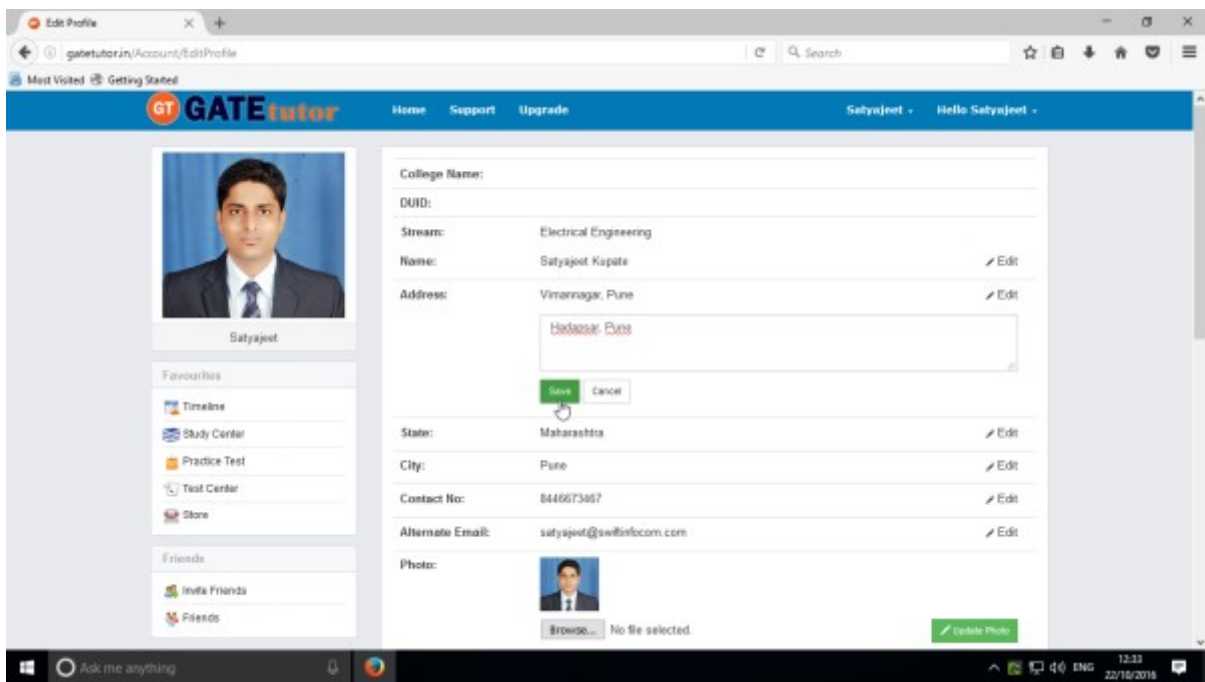 Edit Profile
gatetutor.in/Account/EditProfile
Search
Most Visited Getting Started
GT GATEtutor Home Support Upgrade Satyajeet Hello Satyajeet
College Name:
DUID:
Stream: Electrical Engineering
Name: Satyajeet Kupate Edit
Address: Vimannagar, Pune Edit
Hadapsar, Pune
Save Cancel
State: Maharashtra Edit
City: Pune Edit
Contact No: 8446673467 Edit
Alternate Email: satyajeet@swiftinfocom.com Edit
Photo:
Browse... No file selected. Update Photo
Satyajeet
Favourites
Timeline
Study Center
Practice Test
Test Center
Store
Friends
Invite Friends
Friends
Ask me anything
ENG 12:33
22/10/2016